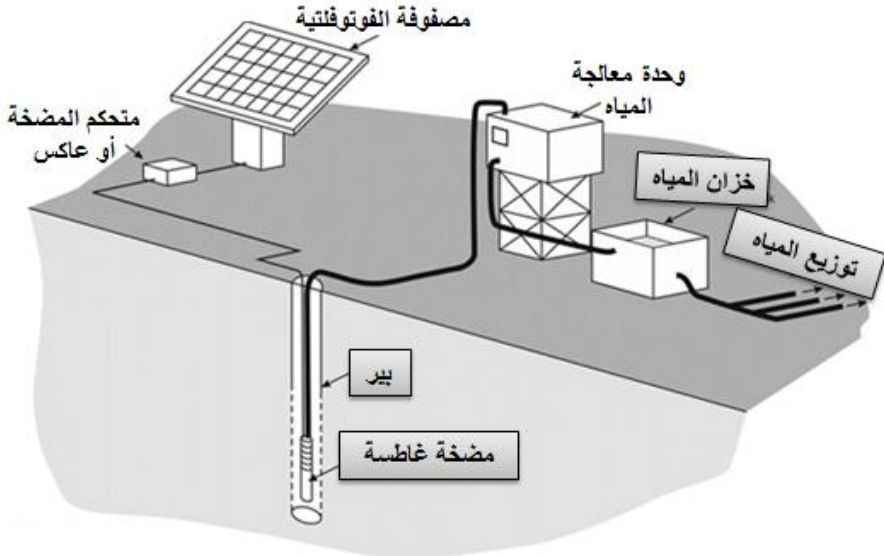 مصفوفة الفوتوفلتية
وحدة معالجة
المياه
متحكم المضخة
أو عاكس
خزان المياه
توزيع المياه
بير
مضخة غاطسة